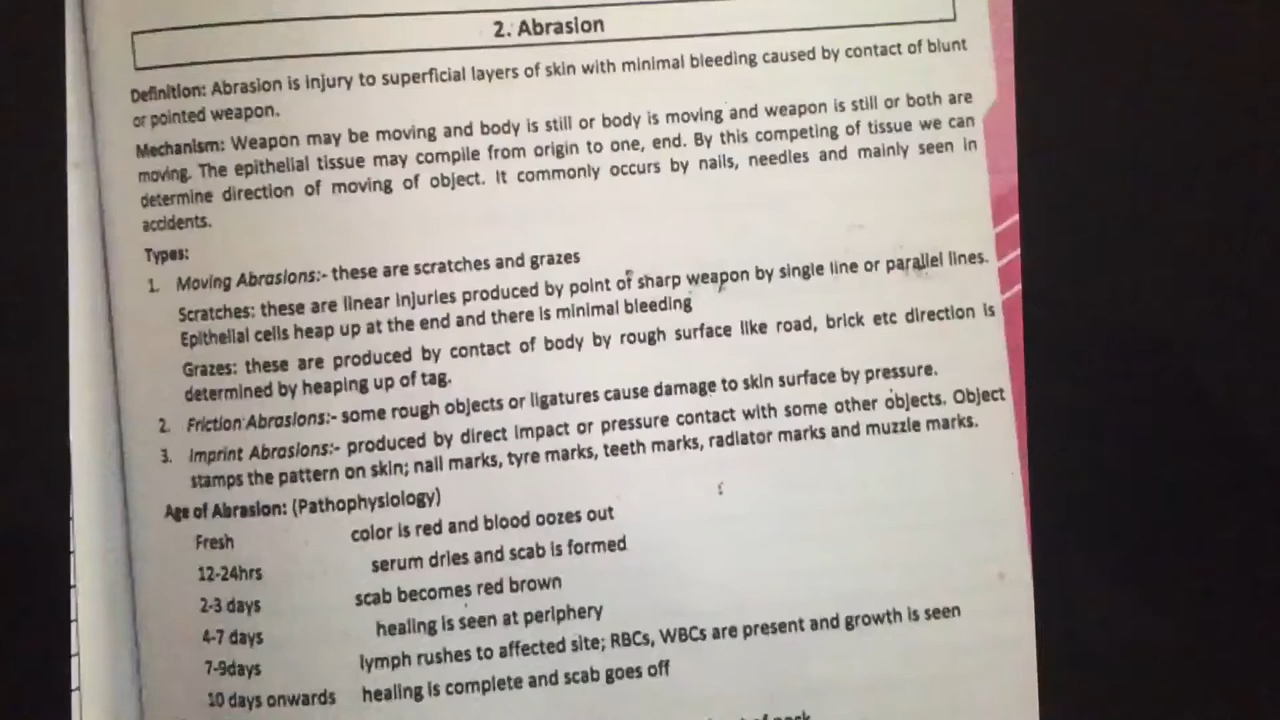 2. Abrasion
Definition: Abrasion is injury to superficial layers of skin with minimal bleeding caused by contact of blunt
or pointed weapon.
Mechanism: Weapon may be moving and body is still or body is moving and weapon is still or both are
moving. The epithelial tissue may compile from origin to one, end. By this competing of tissue we can
determine direction of moving of object. It commonly occurs by nails, needles and mainly seen in
accidents.
Types:
1. Moving Abrasions:- these are scratches and grazes
Scratches: these are linear injuries produced by point of sharp weapon by single line or parallel lines.
Epithelial cells heap up at the end and there is minimal bleeding
Grazes: these are produced by contact of body by rough surface like road, brick etc direction is
determined by heaping up of tag.
2. Friction Abrasions:- some rough objects or ligatures cause damage to skin surface by pressure.
3. Imprint Abrasions:- produced by direct impact or pressure contact with some other objects. Object
stamps the pattern on skin; nail marks, tyre marks, teeth marks, radiator marks and muzzle marks.
Age of Abrasion: (Pathophysiology)
Fresh color is red and blood oozes out
12-24hrs serum dries and scab is formed
2-3 days scab becomes red brown
4-7 days healing is seen at periphery
7-9days lymph rushes to affected site; RBCs, WBCs are present and growth is seen
10 days onwards healing is complete and scab goes off